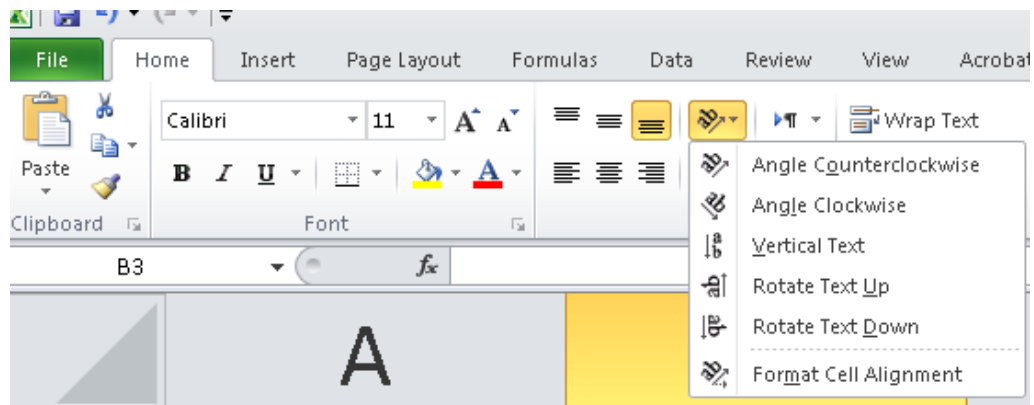 File Home Insert Page Layout Formulas Data Review View Acrobat
Calibri 11 A A Wrap Text
Paste B I U A
Clipboard Font
B3 fx
Angle Counterclockwise
Angle Clockwise
Vertical Text
Rotate Text Up
Rotate Text Down
Format Cell Alignment
A